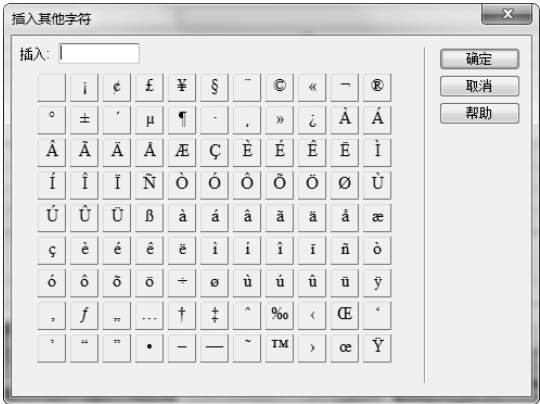 插入其他字符
插入:
确定
取消
帮助
¡ ¢ £ ¥ § ¨ © « ¬ ®
° ± ´ µ ¶ · ¸ » ¿ À Á
Â Ã Ä Å Æ Ç È É Ê Ë Ì
Í Î Ï Ñ Ò Ó Ô Õ Ö Ø Ù
Ú Û Ü ß à á â ã ä å æ
ç è é ê ë ì í î ï ñ ò
ó ô õ ö ÷ ø ù ú û ü ÿ
‚ ƒ „ … † ‡ ˆ ‰ ‹ Œ ‘
’ “ ” • – — ˜ ™ › œ Ÿ